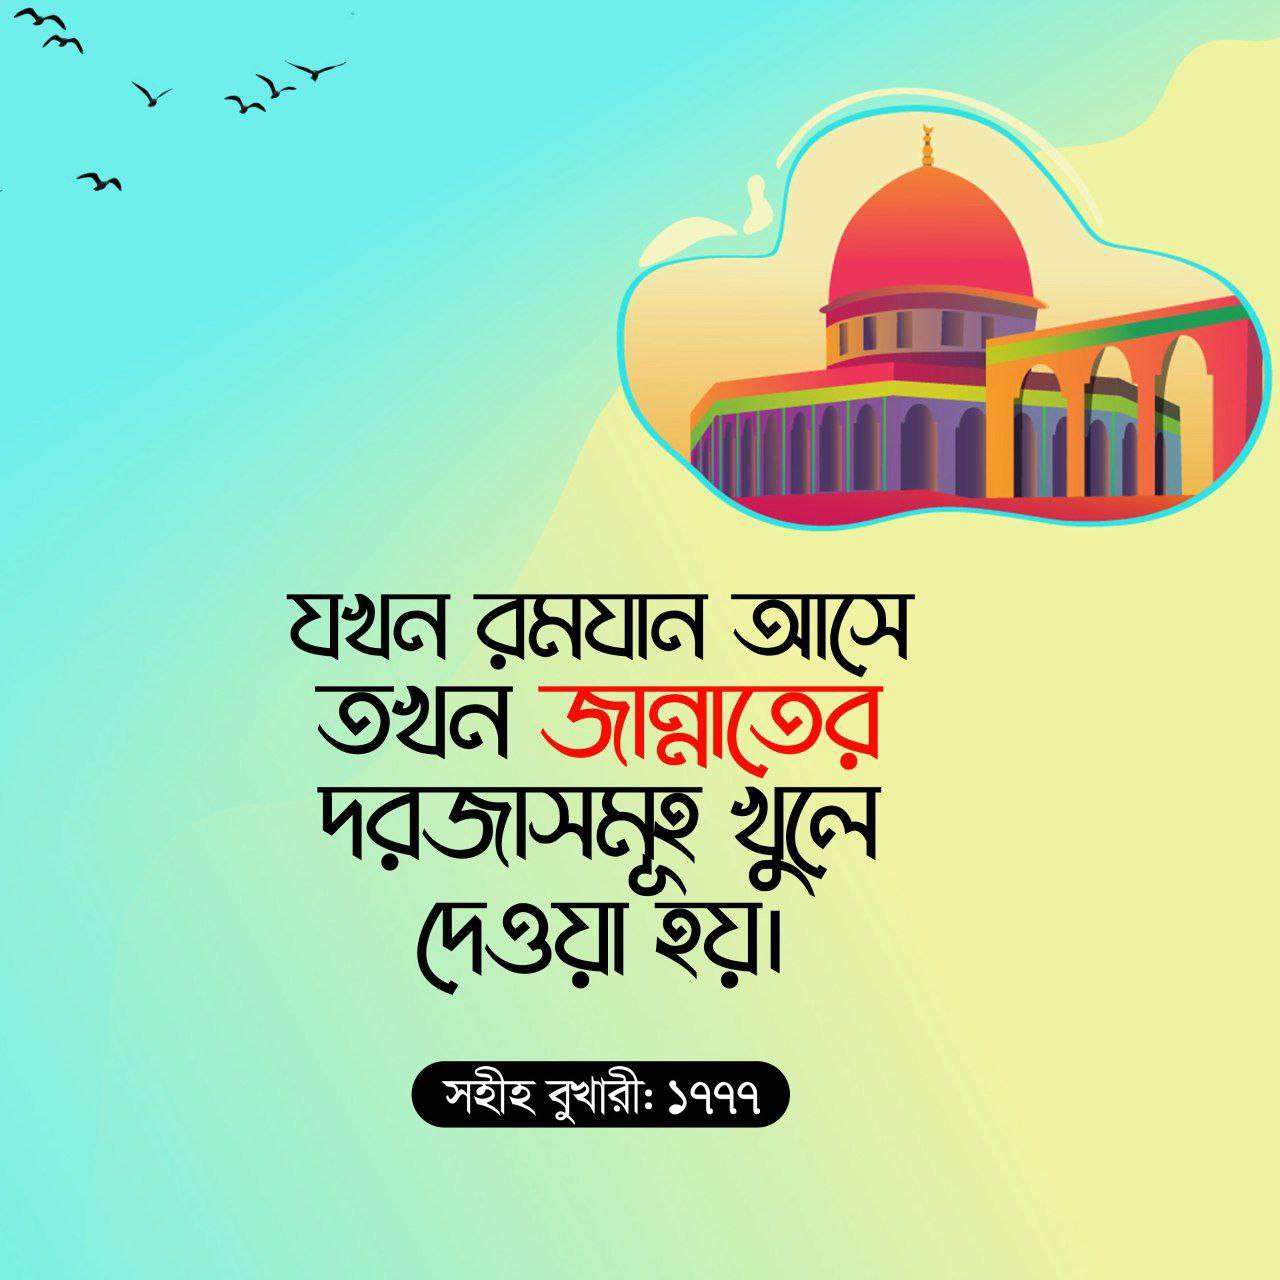 যখন রমযান আসে
তখন জান্নাতের
দরজাসমূহ খুলে
দেওয়া হয়।
সহীহ বুখারী: ১৭৭৭